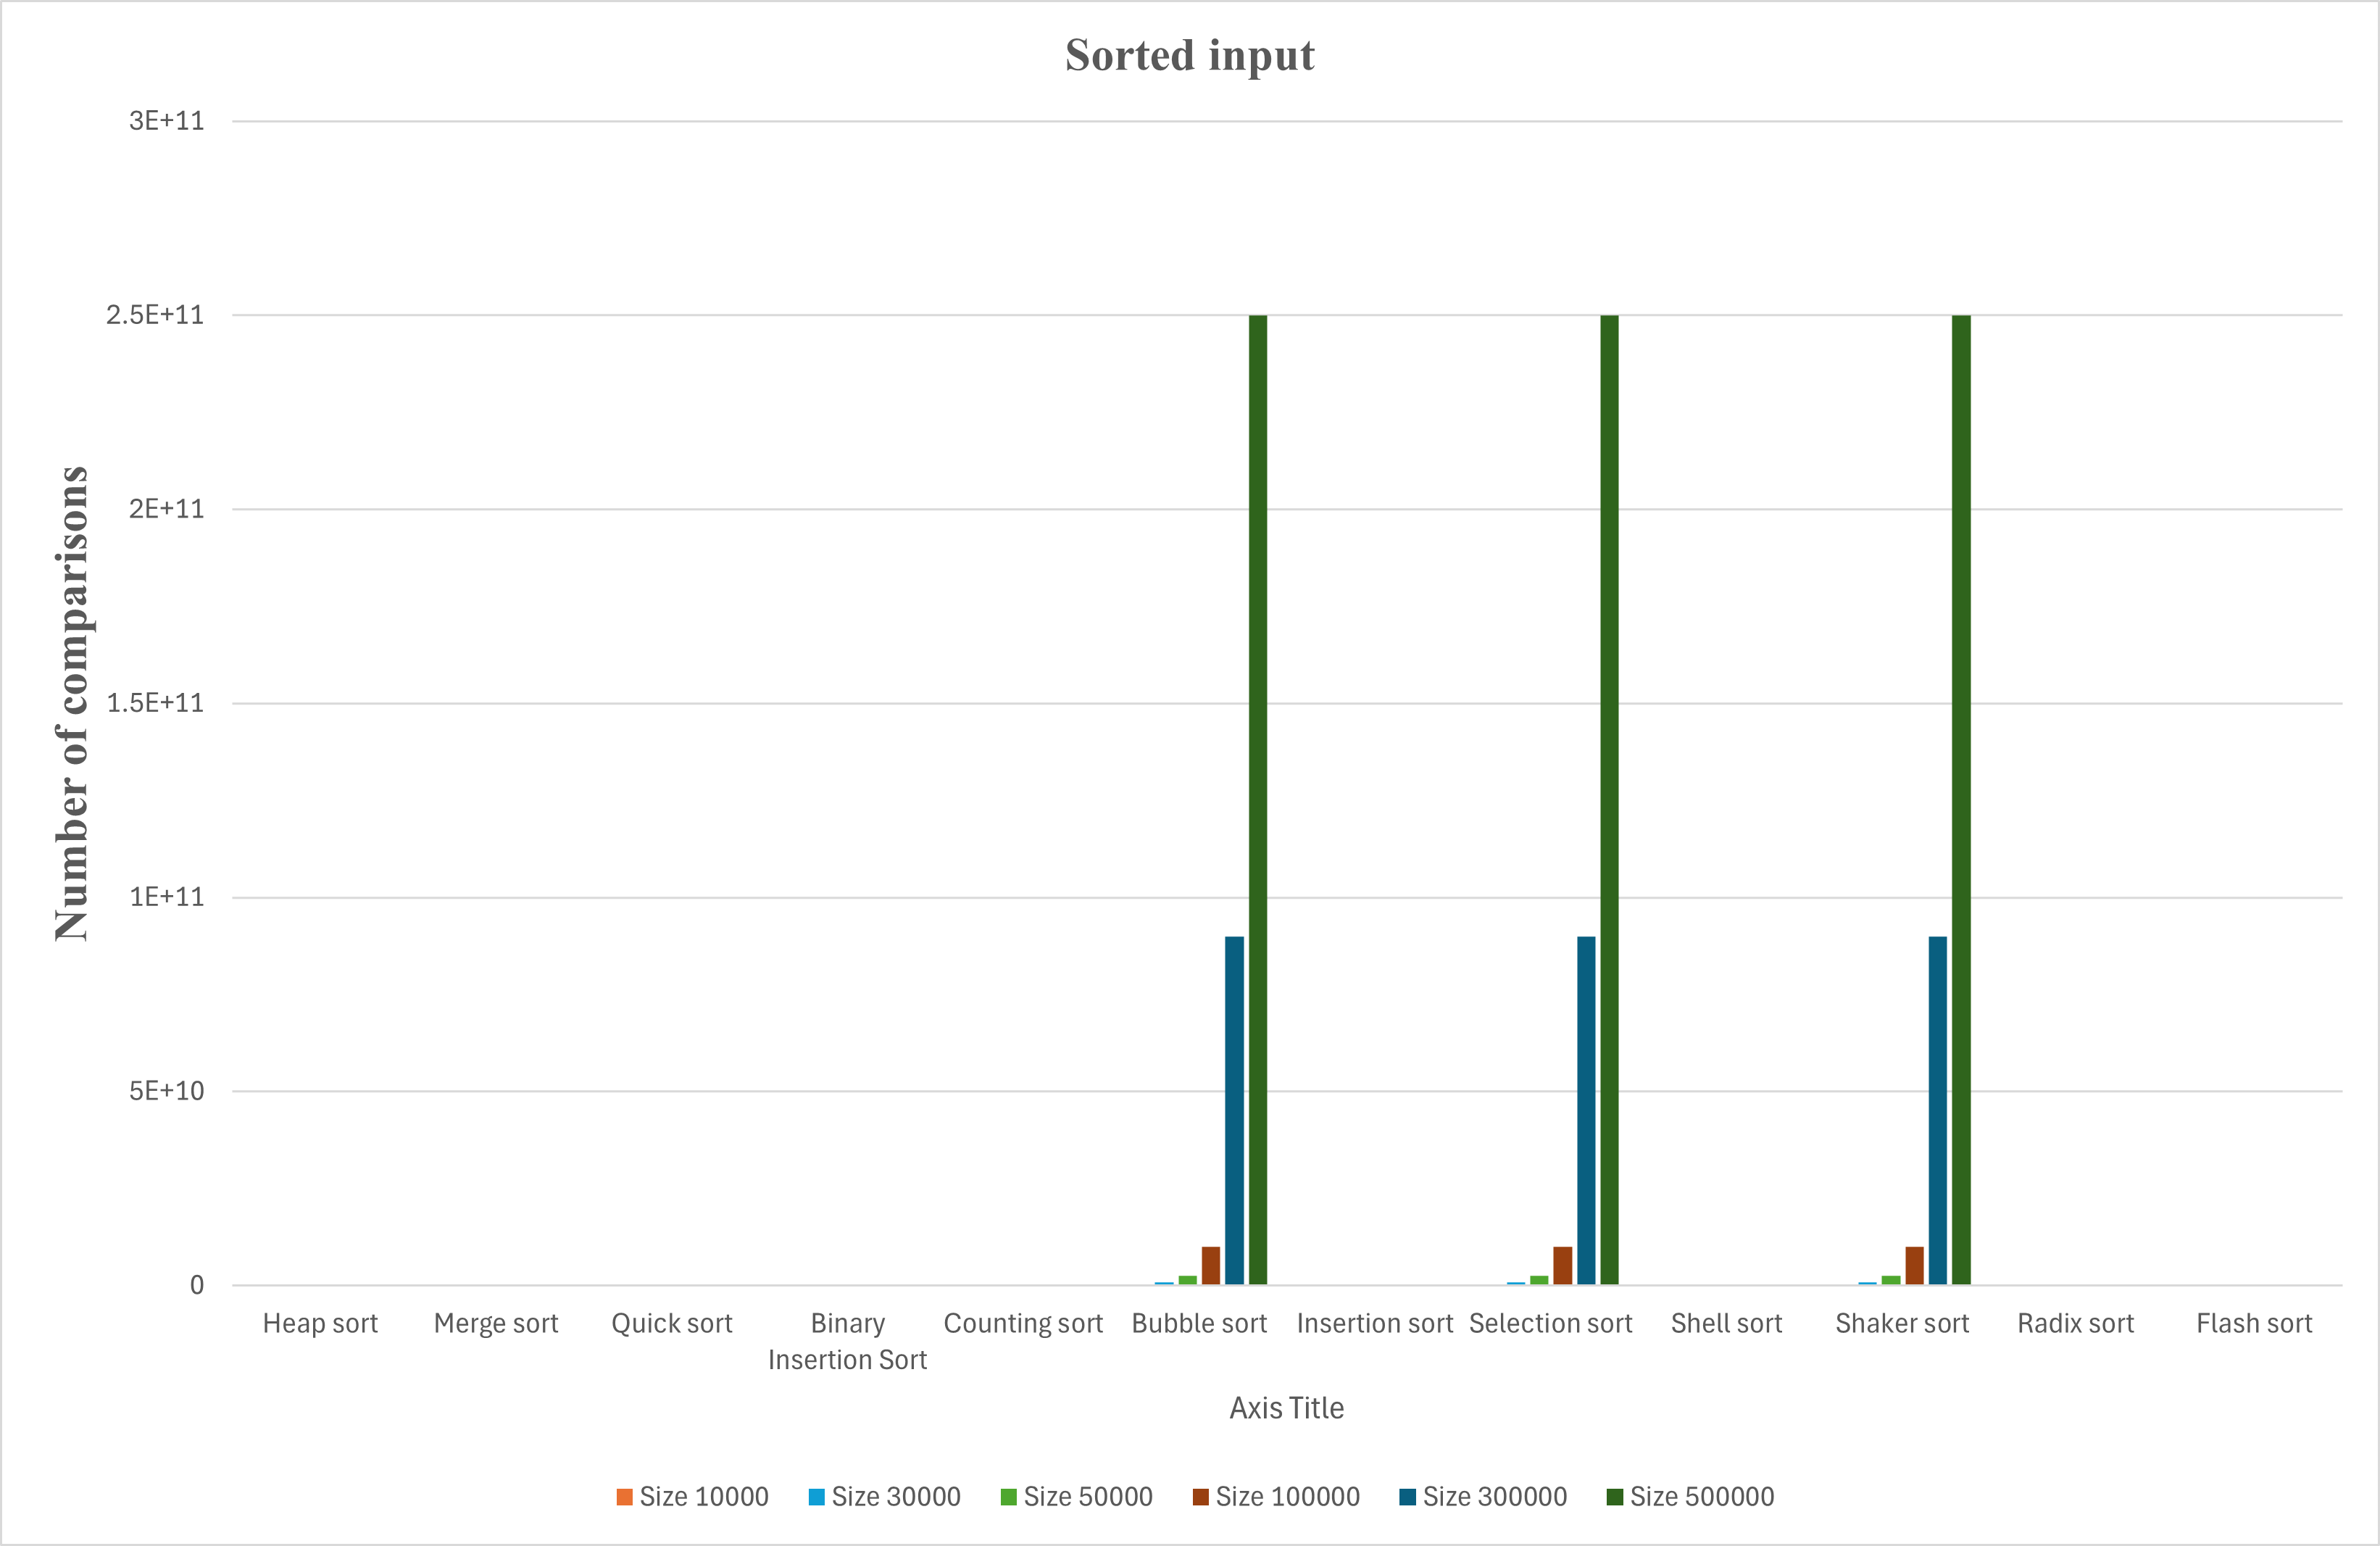 Sorted input
Number of comparisons
3E+11
2.5E+11
2E+11
1.5E+11
1E+11
5E+10
0
Heap sort
Merge sort
Quick sort
Binary
Insertion Sort
Counting sort
Bubble sort
Insertion sort
Selection sort
Shell sort
Shaker sort
Radix sort
Flash sort
Axis Title
Size 10000
Size 30000
Size 50000
Size 100000
Size 300000
Size 500000